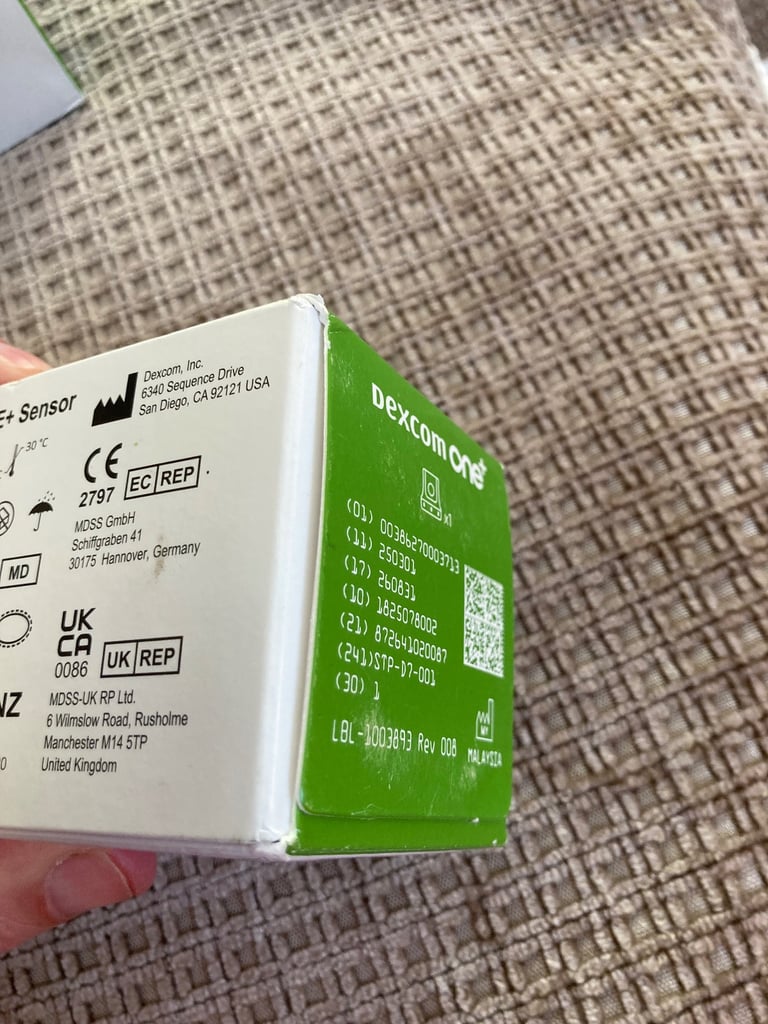 E+ Sensor
Dexcom, Inc.
6340 Sequence Drive
San Diego, CA 92121 USA
30 °C
CE
2797
EC REP
MDSS GmbH
Schiffgraben 41
30175 Hannover, Germany
MD
UK
CA
0086
UK REP
NZ
MDSS-UK RP Ltd.
6 Wilmslow Road, Rusholme
Manchester M14 5TP
United Kingdom
0
Dexcom ONE+
x1
(01) 00386270003713
(11) 250301
(17) 260831
(10) 1825078002
(21) 872641020087
(241)STP-D7-001
(30) 1
LBL-1003893 Rev 008
MY
MALAYSIA